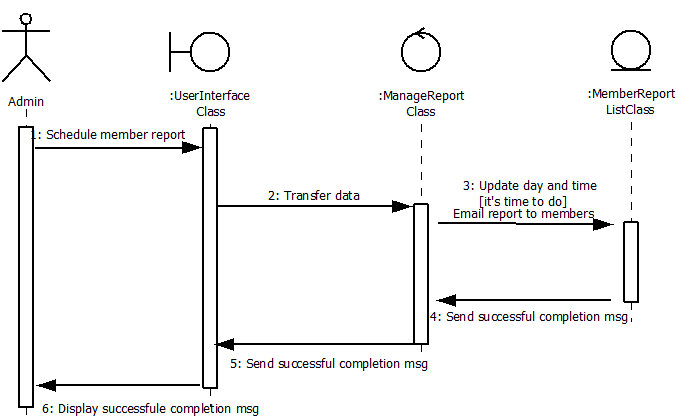 Admin
:UserInterface
Class
:ManageReport
Class
:MemberReport
ListClass
1: Schedule member report
2: Transfer data
3: Update day and time
[it's time to do]
Email report to members
4: Send successful completion msg
5: Send successful completion msg
6: Display successfule completion msg